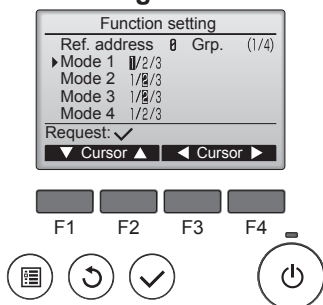 Function setting
Ref. address 0 Grp. (1/4)
Mode 1 1/2/3
Mode 2 1/2/3
Mode 3 1/2/3
Mode 4 1/2/3
Request:
Cursor Cursor
F1 F2 F3 F4